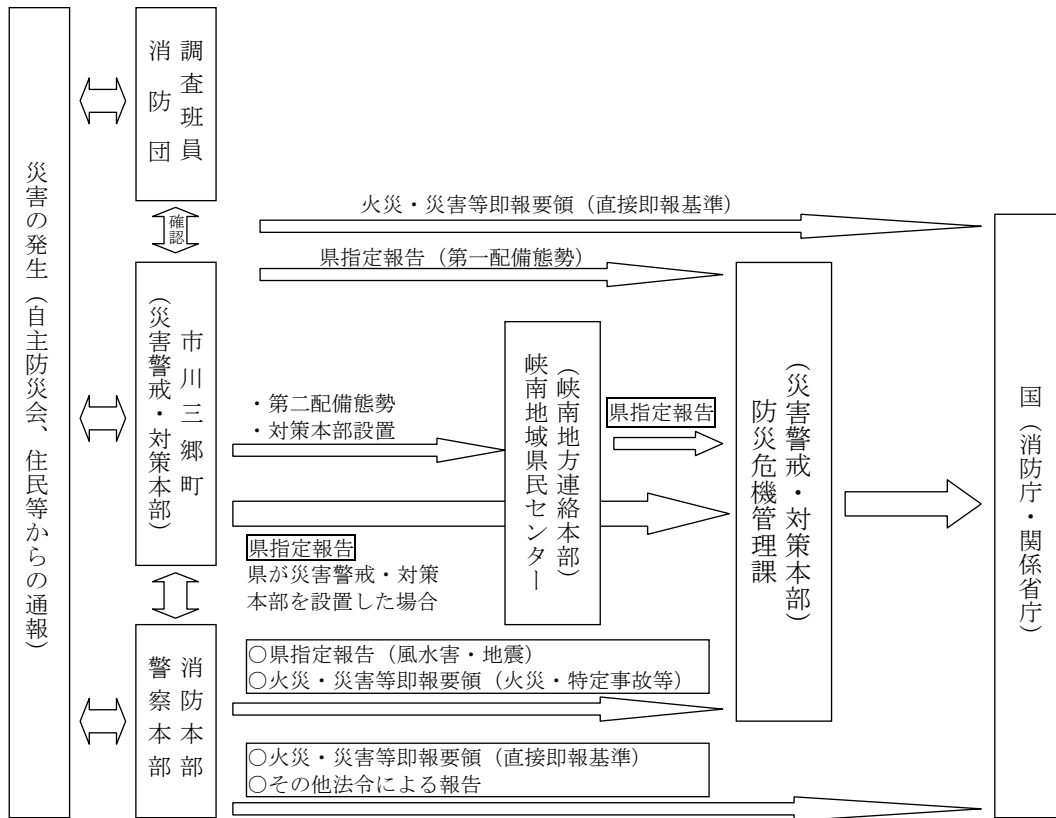 災害の発生（自主防災会、住民等からの通報）
調査班員
消防団
確認
市川三郷町
（災害警戒・対策本部）
消防本部
警察本部
火災・災害等即報要領（直接即報基準）
県指定報告（第一配備態勢）
・第二配備態勢
・対策本部設置
県指定報告
県が災害警戒・対策
本部を設置した場合
（峡南地方連絡本部）
峡南地域県民センター
県指定報告
（災害警戒・対策本部）
防災危機管理課
○県指定報告（風水害・地震）
○火災・災害等即報要領（火災・特定事故等）
○火災・災害等即報要領（直接即報基準）
○その他法令による報告
国（消防庁・関係省庁）